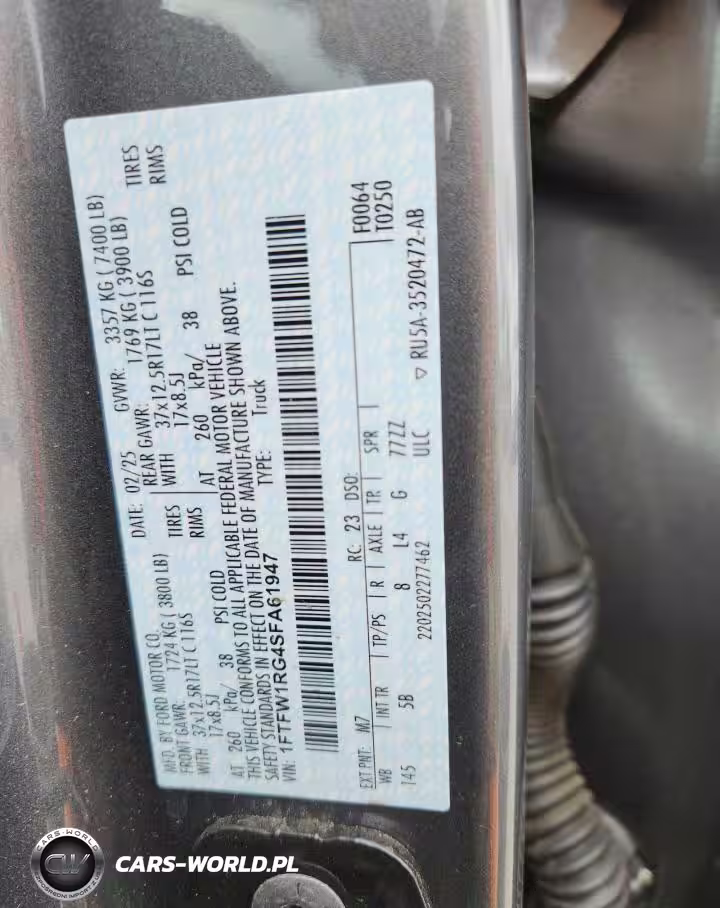 MFD. BY FORD MOTOR CO.
DATE: 02/25 GVWR: 3357 KG ( 7400 LB)
FRONT GAWR: 1724 KG ( 3800 LB)
REAR GAWR: 1769 KG ( 3900 LB)
WITH 37x12.5R17LT C 116S TIRES
WITH 37x12.5R17LT C 116S TIRES
17x8.5J RIMS
17x8.5J RIMS
AT 260 kPa/ 38 PSI COLD
AT 260 kPa/ 38 PSI COLD
THIS VEHICLE CONFORMS TO ALL APPLICABLE FEDERAL MOTOR VEHICLE
SAFETY STANDARDS IN EFFECT ON THE DATE OF MANUFACTURE SHOWN ABOVE.
VIN: 1FTFW1RG4SFA61947 TYPE: Truck
F0064
T0250
EXT PNT: M7 RC: 23 DSO:
WB INT TR TP/PS R AXLE TR SPR
145 5B 8 L4 G 77ZZ
2202502277462 ULC
▽ RU5A-3520472-AB
CARS-WORLD
CW
CARS-WORLD.PL